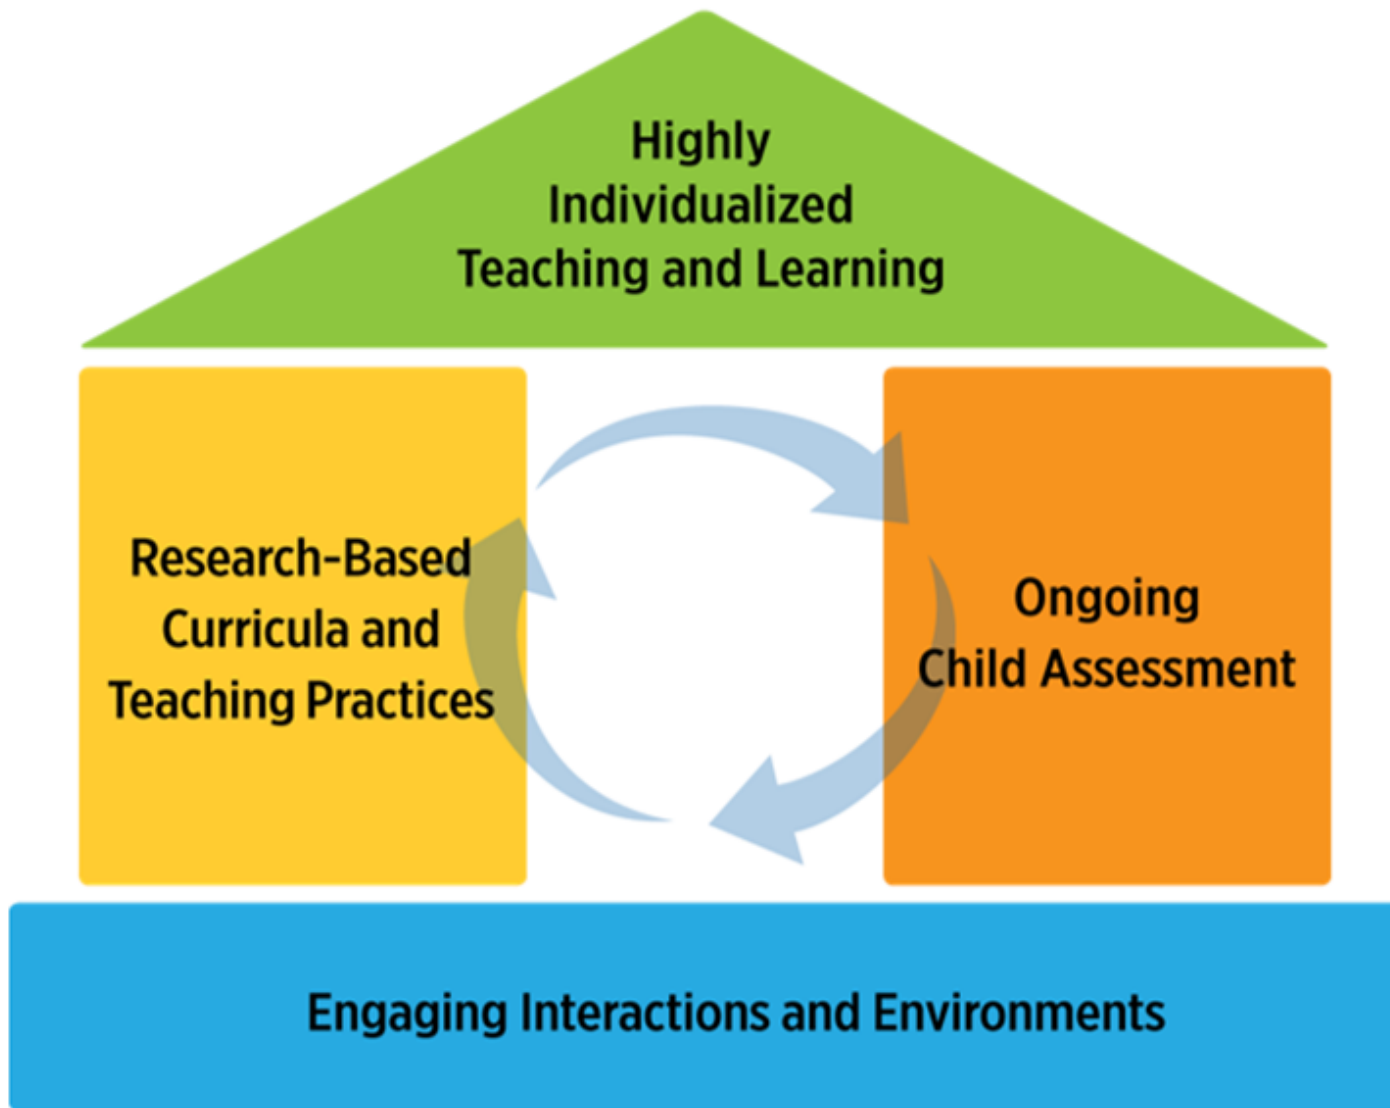 Highly
Individualized
Teaching and Learning
Research-Based
Curricula and
Teaching Practices
Ongoing
Child Assessment
Engaging Interactions and Environments